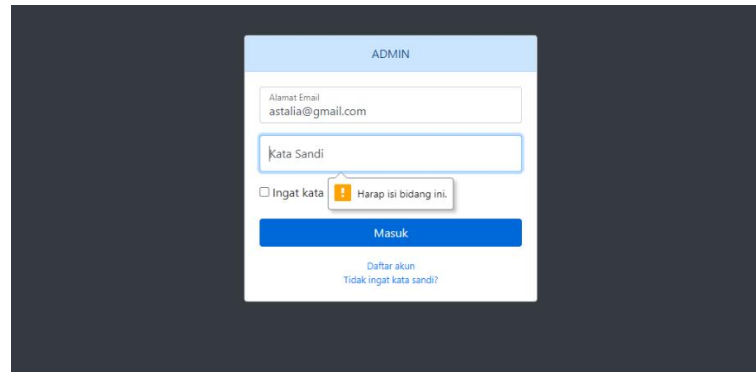 ADMIN
Alamat Email
astalia@gmail.com
Kata Sandi
Ingat kata
Harap isi bidang ini.
Masuk
Daftar akun
Tidak ingat kata sandi?